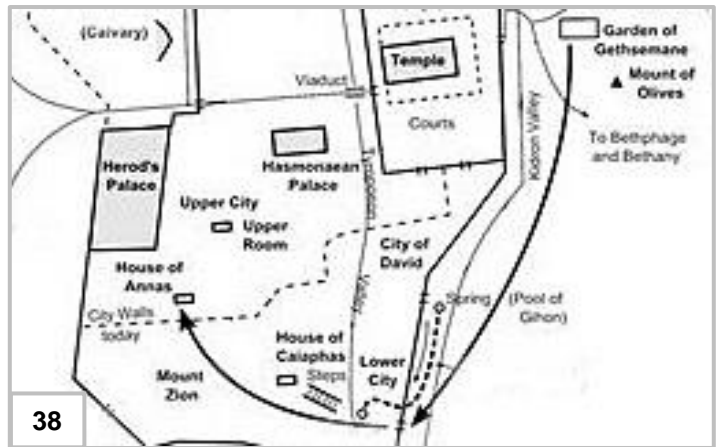 (Calvary)
Garden of
Gethsemane
Temple
Mount of
Olives
Viaduct
Courts
Kidron Valley
To Bethphage
and Bethany
Herod's
Palace
Hasmonaean
Palace
Tyropoeon
Valley
Upper City
Upper
Room
City of
David
House of
Annas
Spring
(Pool of
Gihon)
City Walls
today
House of
Caiaphas
Steps
Lower
City
Mount
Zion
38